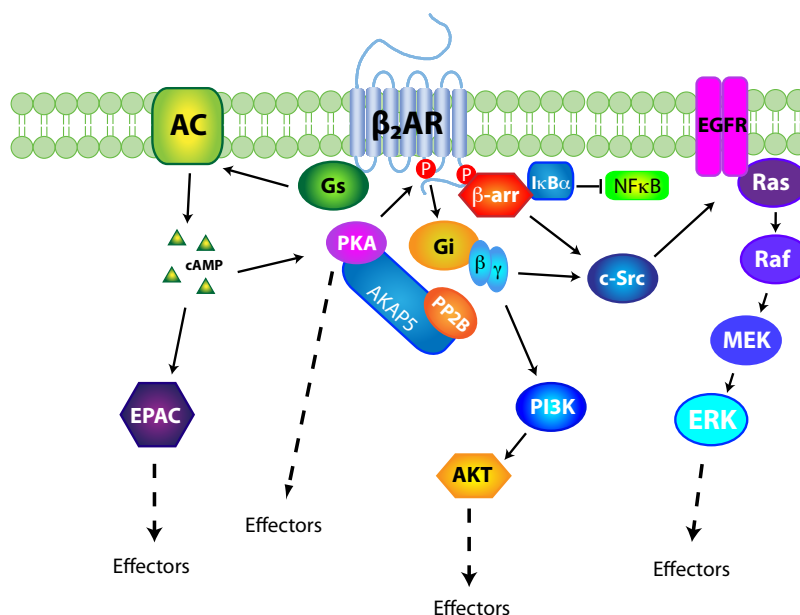 AC
β₂AR
EGFR
Gs
P
P
β-arr
IκBα
NFκB
Ras
cAMP
PKA
Gi
β
γ
c-Src
Raf
AKAP5
PP2B
MEK
EPAC
PI3K
ERK
AKT
Effectors
Effectors
Effectors
Effectors